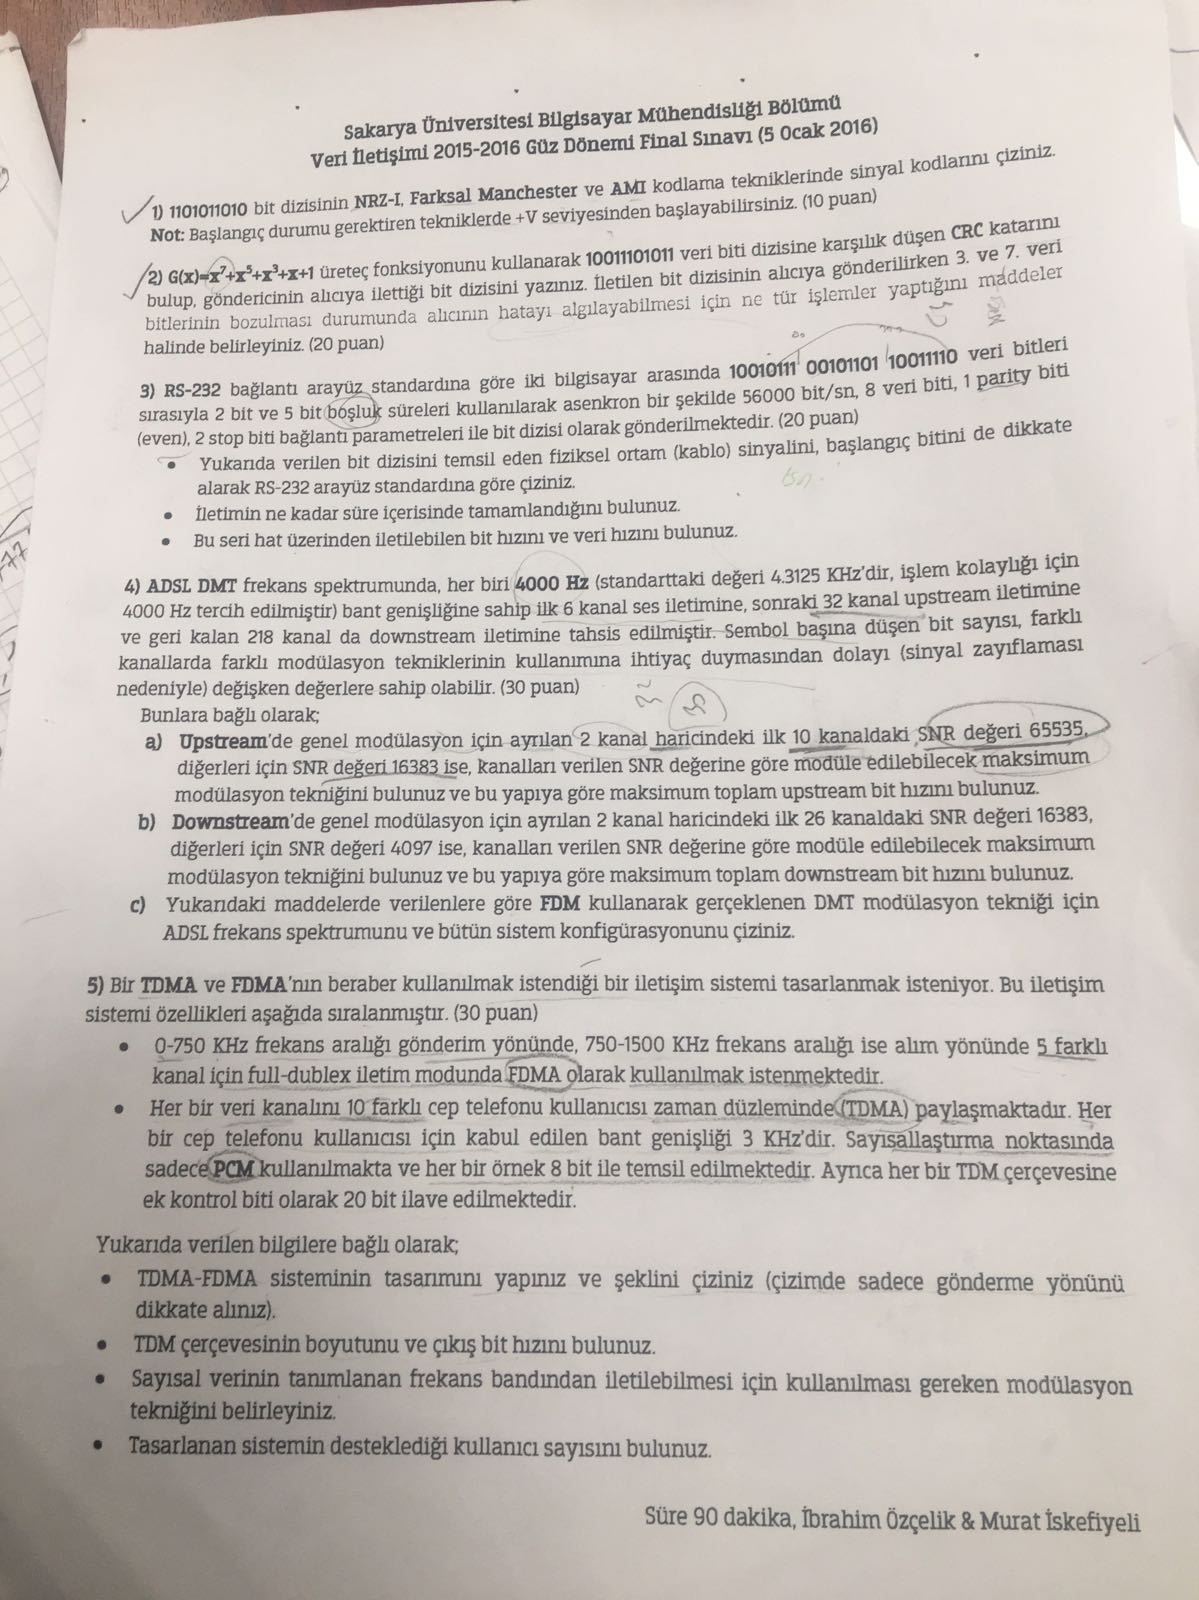 Sakarya Üniversitesi Bilgisayar Mühendisliği Bölümü
Veri İletişimi 2015-2016 Güz Dönemi Final Sınavı (5 Ocak 2016)
1) 1101011010 bit dizisinin NRZ-I, Farksal Manchester ve AMI kodlama tekniklerinde sinyal kodlarını çiziniz.
Not: Başlangıç durumu gerektiren tekniklerde +V seviyesinden başlayabilirsiniz. (10 puan)
2) G(x)=x⁷+x⁵+x³+x+1 üreteç fonksiyonunu kullanarak 10011101011 veri biti dizisine karşılık düşen CRC katarını
bulup, göndericinin alıcıya ilettiği bit dizisini yazınız. İletilen bit dizisinin alıcıya gönderilirken 3. ve 7. veri
bitlerinin bozulması durumunda alıcının hatayı algılayabilmesi için ne tür işlemler yaptığını maddeler
halinde belirleyiniz. (20 puan)
3) RS-232 bağlantı arayüz standardına göre iki bilgisayar arasında 10010111 00101101 10011110 veri bitleri
sırasıyla 2 bit ve 5 bit boşluk süreleri kullanılarak asenkron bir şekilde 56000 bit/sn, 8 veri biti, 1 parity biti
(even), 2 stop biti bağlantı parametreleri ile bit dizisi olarak gönderilmektedir. (20 puan)
• Yukarıda verilen bit dizisini temsil eden fiziksel ortam (kablo) sinyalini, başlangıç bitini de dikkate
alarak RS-232 arayüz standardına göre çiziniz.
• İletimin ne kadar süre içerisinde tamamlandığını bulunuz.
• Bu seri hat üzerinden iletilebilen bit hızını ve veri hızını bulunuz.
4) ADSL DMT frekans spektrumunda, her biri 4000 Hz (standarttaki değeri 4.3125 KHz'dir, işlem kolaylığı için
4000 Hz tercih edilmiştir) bant genişliğine sahip ilk 6 kanal ses iletimine, sonraki 32 kanal upstream iletimine
ve geri kalan 218 kanal da downstream iletimine tahsis edilmiştir. Sembol başına düşen bit sayısı, farklı
kanallarda farklı modülasyon tekniklerinin kullanımına ihtiyaç duymasından dolayı (sinyal zayıflaması
nedeniyle) değişken değerlere sahip olabilir. (30 puan)
Bunlara bağlı olarak;
a) Upstream'de genel modülasyon için ayrılan 2 kanal haricindeki ilk 10 kanaldaki SNR değeri 65535,
diğerleri için SNR değeri 16383 ise, kanalları verilen SNR değerine göre modüle edilebilecek maksimum
modülasyon tekniğini bulunuz ve bu yapıya göre maksimum toplam upstream bit hızını bulunuz.
b) Downstream'de genel modülasyon için ayrılan 2 kanal haricindeki ilk 26 kanaldaki SNR değeri 16383,
diğerleri için SNR değeri 4097 ise, kanalları verilen SNR değerine göre modüle edilebilecek maksimum
modülasyon tekniğini bulunuz ve bu yapıya göre maksimum toplam downstream bit hızını bulunuz.
c) Yukarıdaki maddelerde verilenlere göre FDM kullanarak gerçeklenen DMT modülasyon tekniği için
ADSL frekans spektrumunu ve bütün sistem konfigürasyonunu çiziniz.
5) Bir TDMA ve FDMA'nın beraber kullanılmak istendiği bir iletişim sistemi tasarlanmak isteniyor. Bu iletişim
sistemi özellikleri aşağıda sıralanmıştır. (30 puan)
• 0-750 KHz frekans aralığı gönderim yönünde, 750-1500 KHz frekans aralığı ise alım yönünde 5 farklı
kanal için full-dublex iletim modunda FDMA olarak kullanılmak istenmektedir.
• Her bir veri kanalını 10 farklı cep telefonu kullanıcısı zaman düzleminde (TDMA) paylaşmaktadır. Her
bir cep telefonu kullanıcısı için kabul edilen bant genişliği 3 KHz'dir. Sayısallaştırma noktasında
sadece PCM kullanılmakta ve her bir örnek 8 bit ile temsil edilmektedir. Ayrıca her bir TDM çerçevesine
ek kontrol biti olarak 20 bit ilave edilmektedir.
Yukarıda verilen bilgilere bağlı olarak;
• TDMA-FDMA sisteminin tasarımını yapınız ve şeklini çiziniz (çizimde sadece gönderme yönünü
dikkate alınız).
• TDM çerçevesinin boyutunu ve çıkış bit hızını bulunuz.
• Sayısal verinin tanımlanan frekans bandından iletilebilmesi için kullanılması gereken modülasyon
tekniğini belirleyiniz.
• Tasarlanan sistemin desteklediği kullanıcı sayısını bulunuz.
Süre 90 dakika, İbrahim Özçelik & Murat İskefiyeli